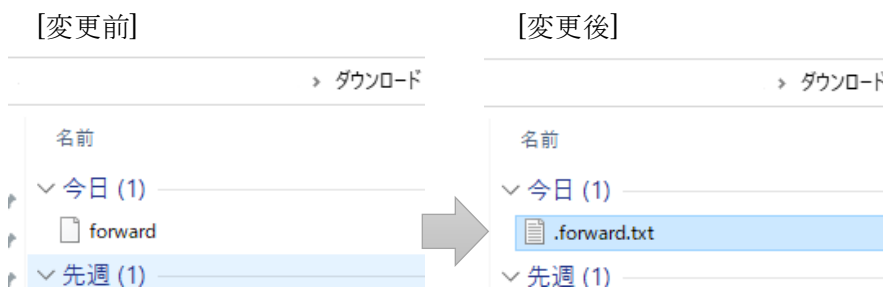 [変更前]
> ダウンロード
名前
今日 (1)
forward
先週 (1)
[変更後]
> ダウンロード
名前
今日 (1)
.forward.txt
先週 (1)